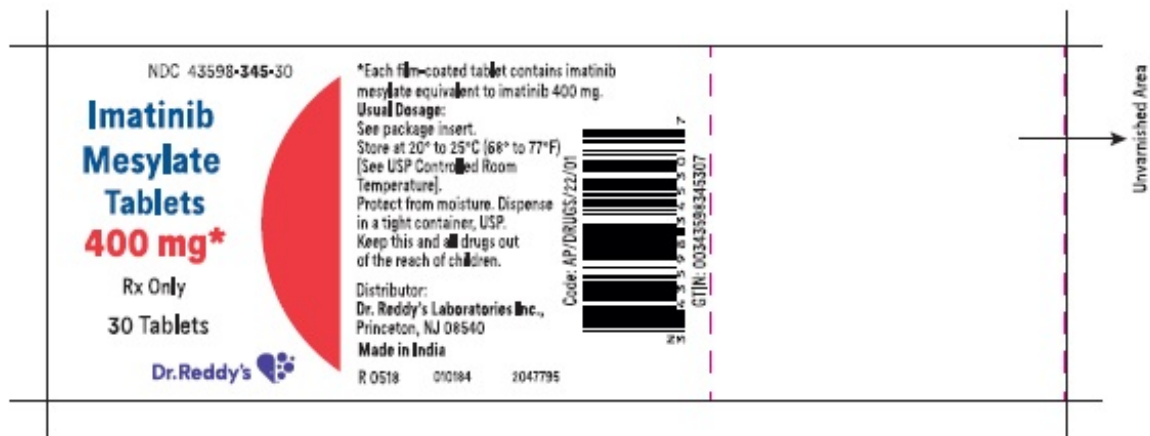 NDC 43598-345-30
Imatinib
Mesylate
Tablets
400 mg*
Rx Only
30 Tablets
Dr.Reddy's
*Each film-coated tablet contains imatinib
mesylate equivalent to imatinib 400 mg.
Usual Dosage:
See package insert.
Store at 20° to 25°C (68° to 77°F)
[See USP Controlled Room
Temperature].
Protect from moisture. Dispense
in a tight container, USP.
Keep this and all drugs out
of the reach of children.
Distributor:
Dr. Reddy's Laboratories Inc.,
Princeton, NJ 08540
Made in India
R 0518 010184 2047795
Code: AP/DRUGS/22/01
N3 43598 34530 7
GTIN: 00343598345307
Unvarnished Area